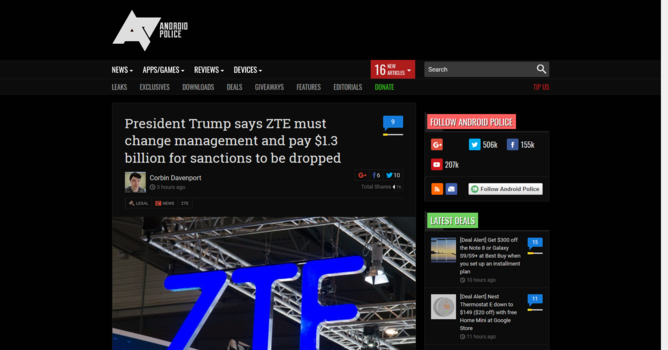 ANDROID
POLICE
NEWS
APPS/GAMES
REVIEWS
DEVICES
16 NEW
ARTICLES
Search
LEAKS
EXCLUSIVES
DOWNLOADS
DEALS
GIVEAWAYS
FEATURES
EDITORIALS
DONATE
TIP US
President Trump says ZTE must
change management and pay $1.3
billion for sanctions to be dropped
9
Corbin Davenport
3 hours ago
G+
f 6
10
Total Shares
LEGAL
NEWS
ZTE
ZTE
FOLLOW ANDROID POLICE
G+
506k
f 155k
207k
Follow Android Police
LATEST DEALS
[Deal Alert] Get $300 off
the Note 8 or Galaxy
S9/S9+ at Best Buy when
you set up an installment
plan
10 hours ago
15
[Deal Alert] Nest
Thermostat E down to
$149 ($20 off) with free
Home Mini at Google
Store
11 hours ago
11